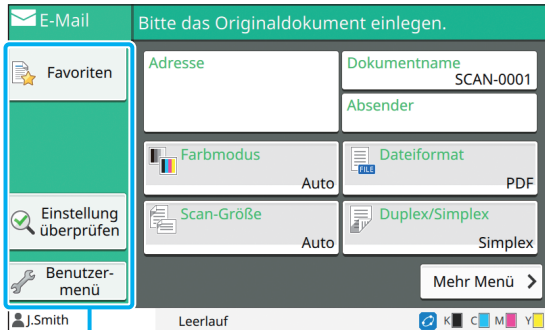 E-Mail
Bitte das Originaldokument einlegen.
Favoriten
Einstellung
überprüfen
Benutzer-
menü
Adresse
Dokumentname
SCAN-0001
Absender
Farbmodus
Auto
Dateiformat
FILE
PDF
Scan-Größe
Auto
Duplex/Simplex
Simplex
Mehr Menü
J.Smith
Leerlauf
K C M Y